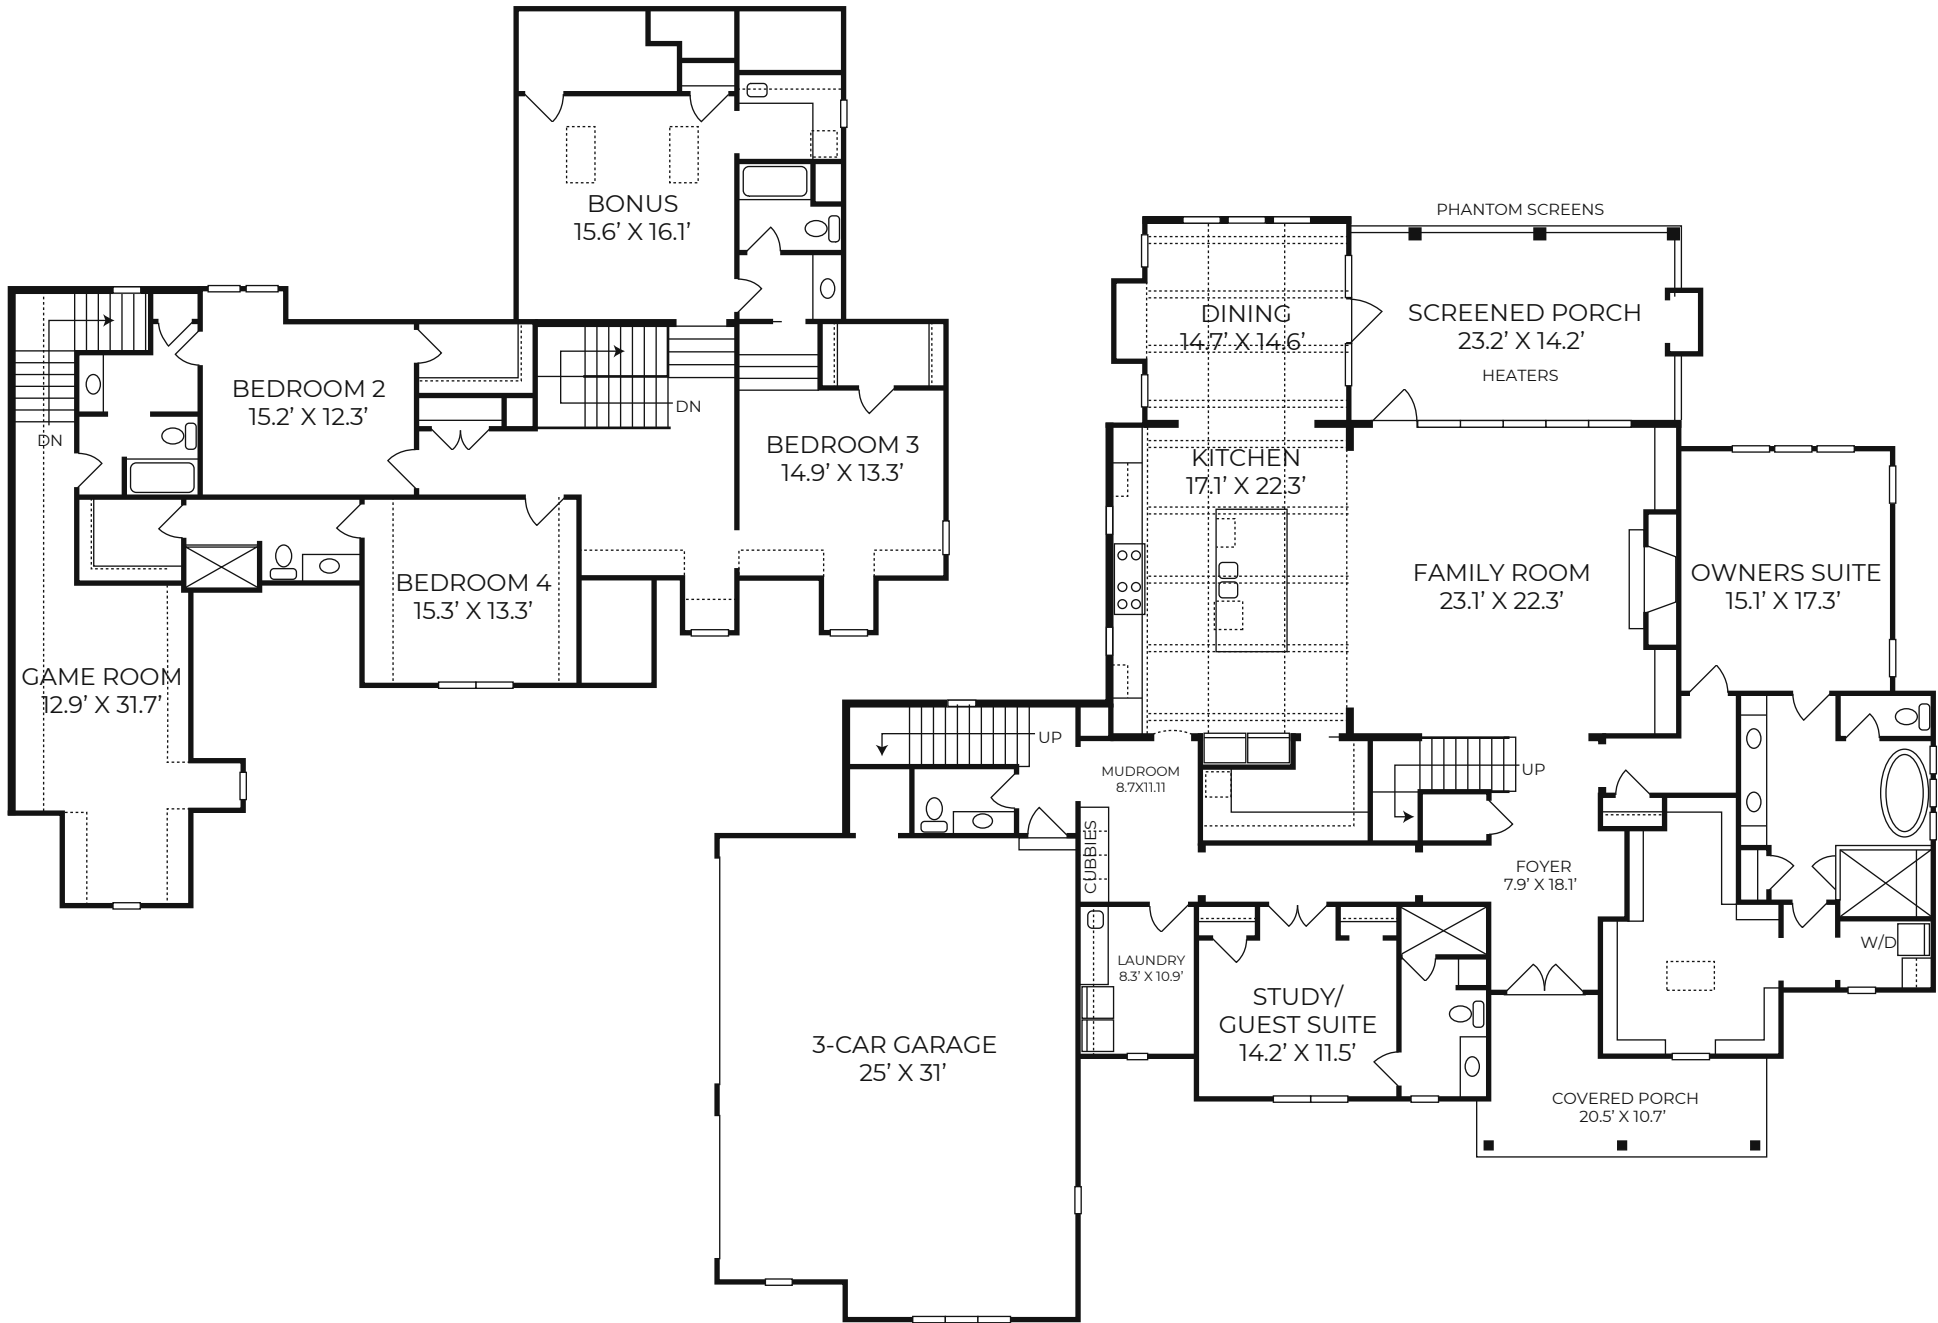 BONUS
15.6’ X 16.1’
BEDROOM 2
15.2’ X 12.3’
DN
DN
BEDROOM 3
14.9’ X 13.3’
BEDROOM 4
15.3’ X 13.3’
GAME ROOM
12.9’ X 31.7’
PHANTOM SCREENS
DINING
14.7’ X 14.6’
SCREENED PORCH
23.2’ X 14.2’
HEATERS
KITCHEN
17.1’ X 22.3’
FAMILY ROOM
23.1’ X 22.3’
OWNERS SUITE
15.1’ X 17.3’
UP
MUDROOM
8.7X11.11
UP
CUBBIES
FOYER
7.9’ X 18.1’
W/D
LAUNDRY
8.3’ X 10.9’
STUDY/
GUEST SUITE
14.2’ X 11.5’
3-CAR GARAGE
25’ X 31’
COVERED PORCH
20.5’ X 10.7’